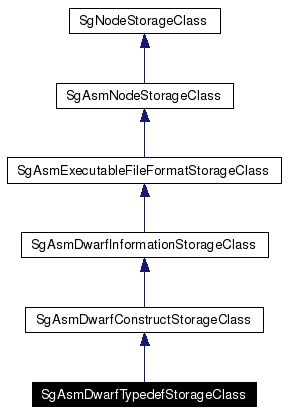 SgNodeStorageClass
SgAsmNodeStorageClass
SgAsmExecutableFileFormatStorageClass
SgAsmDwarfInformationStorageClass
SgAsmDwarfConstructStorageClass
SgAsmDwarfTypedefStorageClass